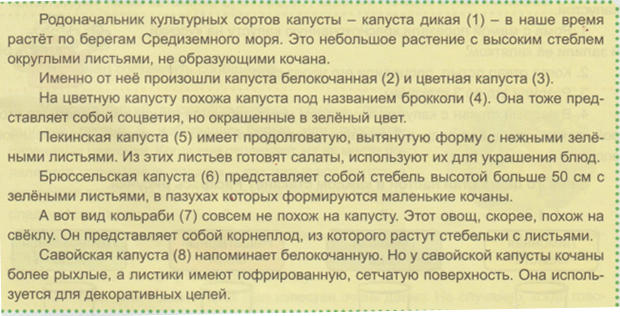 Родоначальник культурных сортов капусты – капуста дикая (1) – в наше время
растёт по берегам Средиземного моря. Это небольшое растение с высоким стеблем
округлыми листьями, не образующими кочана.
Именно от неё произошли капуста белокочанная (2) и цветная капуста (3).
На цветную капусту похожа капуста под названием брокколи (4). Она тоже пред-
ставляет собой соцветия, но окрашенные в зелёный цвет.
Пекинская капуста (5) имеет продолговатую, вытянутую форму с нежными зелё-
ными листьями. Из этих листьев готовят салаты, используют их для украшения блюд.
Брюссельская капуста (6) представляет собой стебель высотой больше 50 см с
зелёными листьями, в пазухах которых формируются маленькие кочаны.
А вот вид кольраби (7) совсем не похож на капусту. Этот овощ, скорее, похож на
свёклу. Он представляет собой корнеплод, из которого растут стебельки с листьями.
Савойская капуста (8) напоминает белокочанную. Но у савойской капусты кочаны
более рыхлые, а листики имеют гофрированную, сетчатую поверхность. Она исполь-
зуется для декоративных целей.